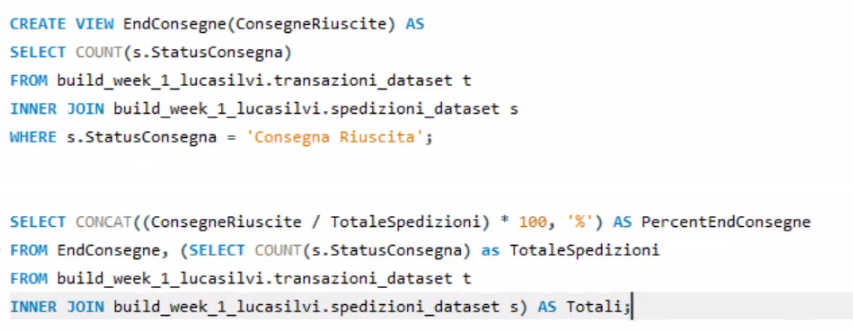 CREATE VIEW EndConsegne(ConsegneRiuscite) AS
SELECT COUNT(s.StatusConsegna)
FROM build_week_1_lucasilvi.transazioni_dataset t
INNER JOIN build_week_1_lucasilvi.spedizioni_dataset s
WHERE s.StatusConsegna = 'Consegna Riuscita';
SELECT CONCAT((ConsegneRiuscite / TotaleSpedizioni) * 100, '%') AS PercentEndConsegne
FROM EndConsegne, (SELECT COUNT(s.StatusConsegna) as TotaleSpedizioni
FROM build_week_1_lucasilvi.transazioni_dataset t
INNER JOIN build_week_1_lucasilvi.spedizioni_dataset s) AS Totali;